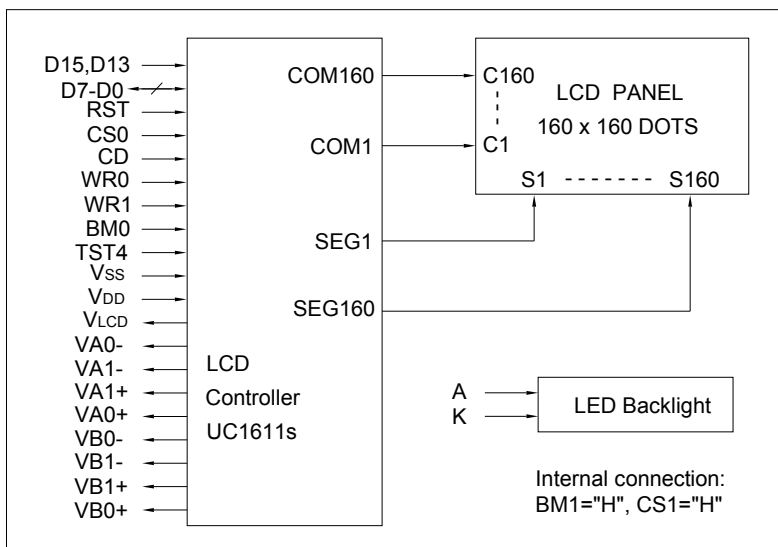 D15,D13
D7-D0
RST
CS0
CD
WR0
WR1
BM0
TST4
VSS
VDD
VLCD
VA0-
VA1-
VA1+
VA0+
VB0-
VB1-
VB1+
VB0+
COM160
COM1
SEG1
SEG160
LCD
Controller
UC1611s
C160
C1
LCD PANEL
160 x 160 DOTS
S1 ------- S160
A
K
LED Backlight
Internal connection:
BM1="H", CS1="H"